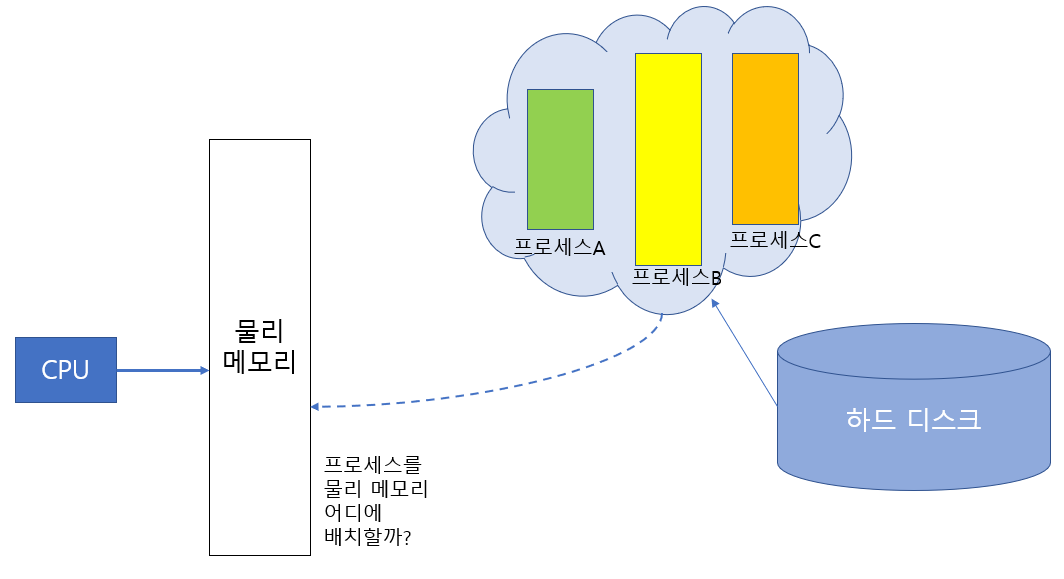 프로세스A
프로세스B
프로세스C
물리
메모리
CPU
하드 디스크
프로세스를
물리 메모리
어디에
배치할까?